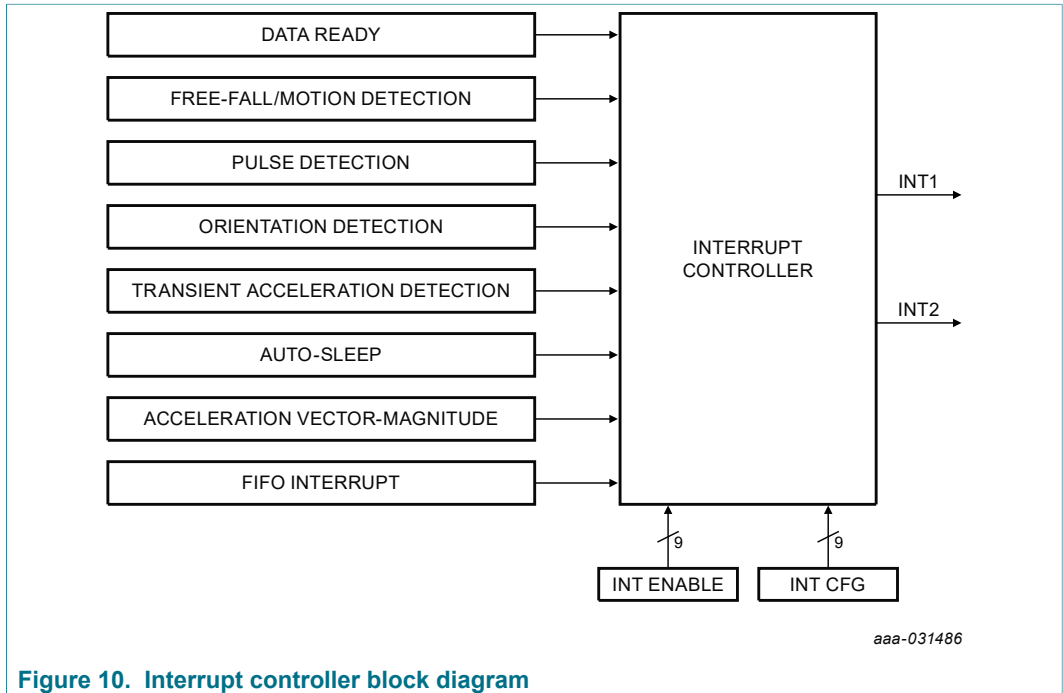 DATA READY
FREE-FALL/MOTION DETECTION
PULSE DETECTION
ORIENTATION DETECTION
TRANSIENT ACCELERATION DETECTION
AUTO-SLEEP
ACCELERATION VECTOR-MAGNITUDE
FIFO INTERRUPT
INTERRUPT
CONTROLLER
INT1
INT2
9
9
INT ENABLE
INT CFG
aaa-031486
Figure 10. Interrupt controller block diagram